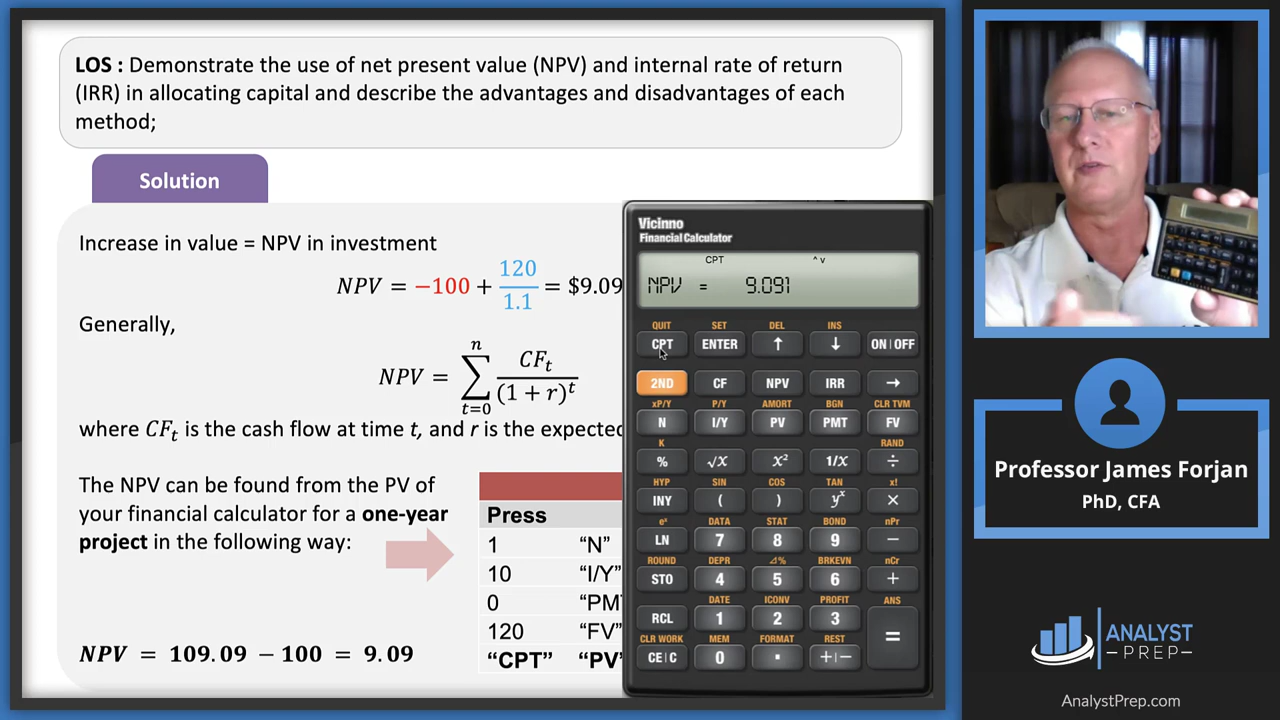 LOS : Demonstrate the use of net present value (NPV) and internal rate of return
(IRR) in allocating capital and describe the advantages and disadvantages of each
method;
Solution
Increase in value = NPV in investment
NPV = −100 + 120/1.1 = $9.09
Generally,
NPV = ∑ n t=0 CFt/(1 + r)^t
where CFt is the cash flow at time t, and r is the expected
The NPV can be found from the PV of
your financial calculator for a one-year
project in the following way:
NPV = 109.09 − 100 = 9.09
Press
1 “N”
10 “I/Y”
0 “PM
120 “FV”
“CPT” “PV”
Vicinno
Financial Calculator
CPT ^ v
NPV = 9.091
QUIT SET DEL INS
CPT ENTER ↑ ↓ ON|OFF
2ND CF NPV IRR →
xP/Y P/Y AMORT BGN CLR TVM
N I/Y PV PMT FV
K RAND
% √x x² 1/x ÷
HYP SIN COS TAN x!
INY ( ) yˣ ×
eˣ DATA STAT BOND nPr
LN 7 8 9 −
ROUND DEPR ⊿% BRKEVN nCr
STO 4 5 6 +
DATE ICONV PROFIT ANS
RCL 1 2 3 =
CLR WORK MEM FORMAT REST
CE|C 0 . +|−
Professor James Forjan
PhD, CFA
ANALYST
PREP
AnalystPrep.com